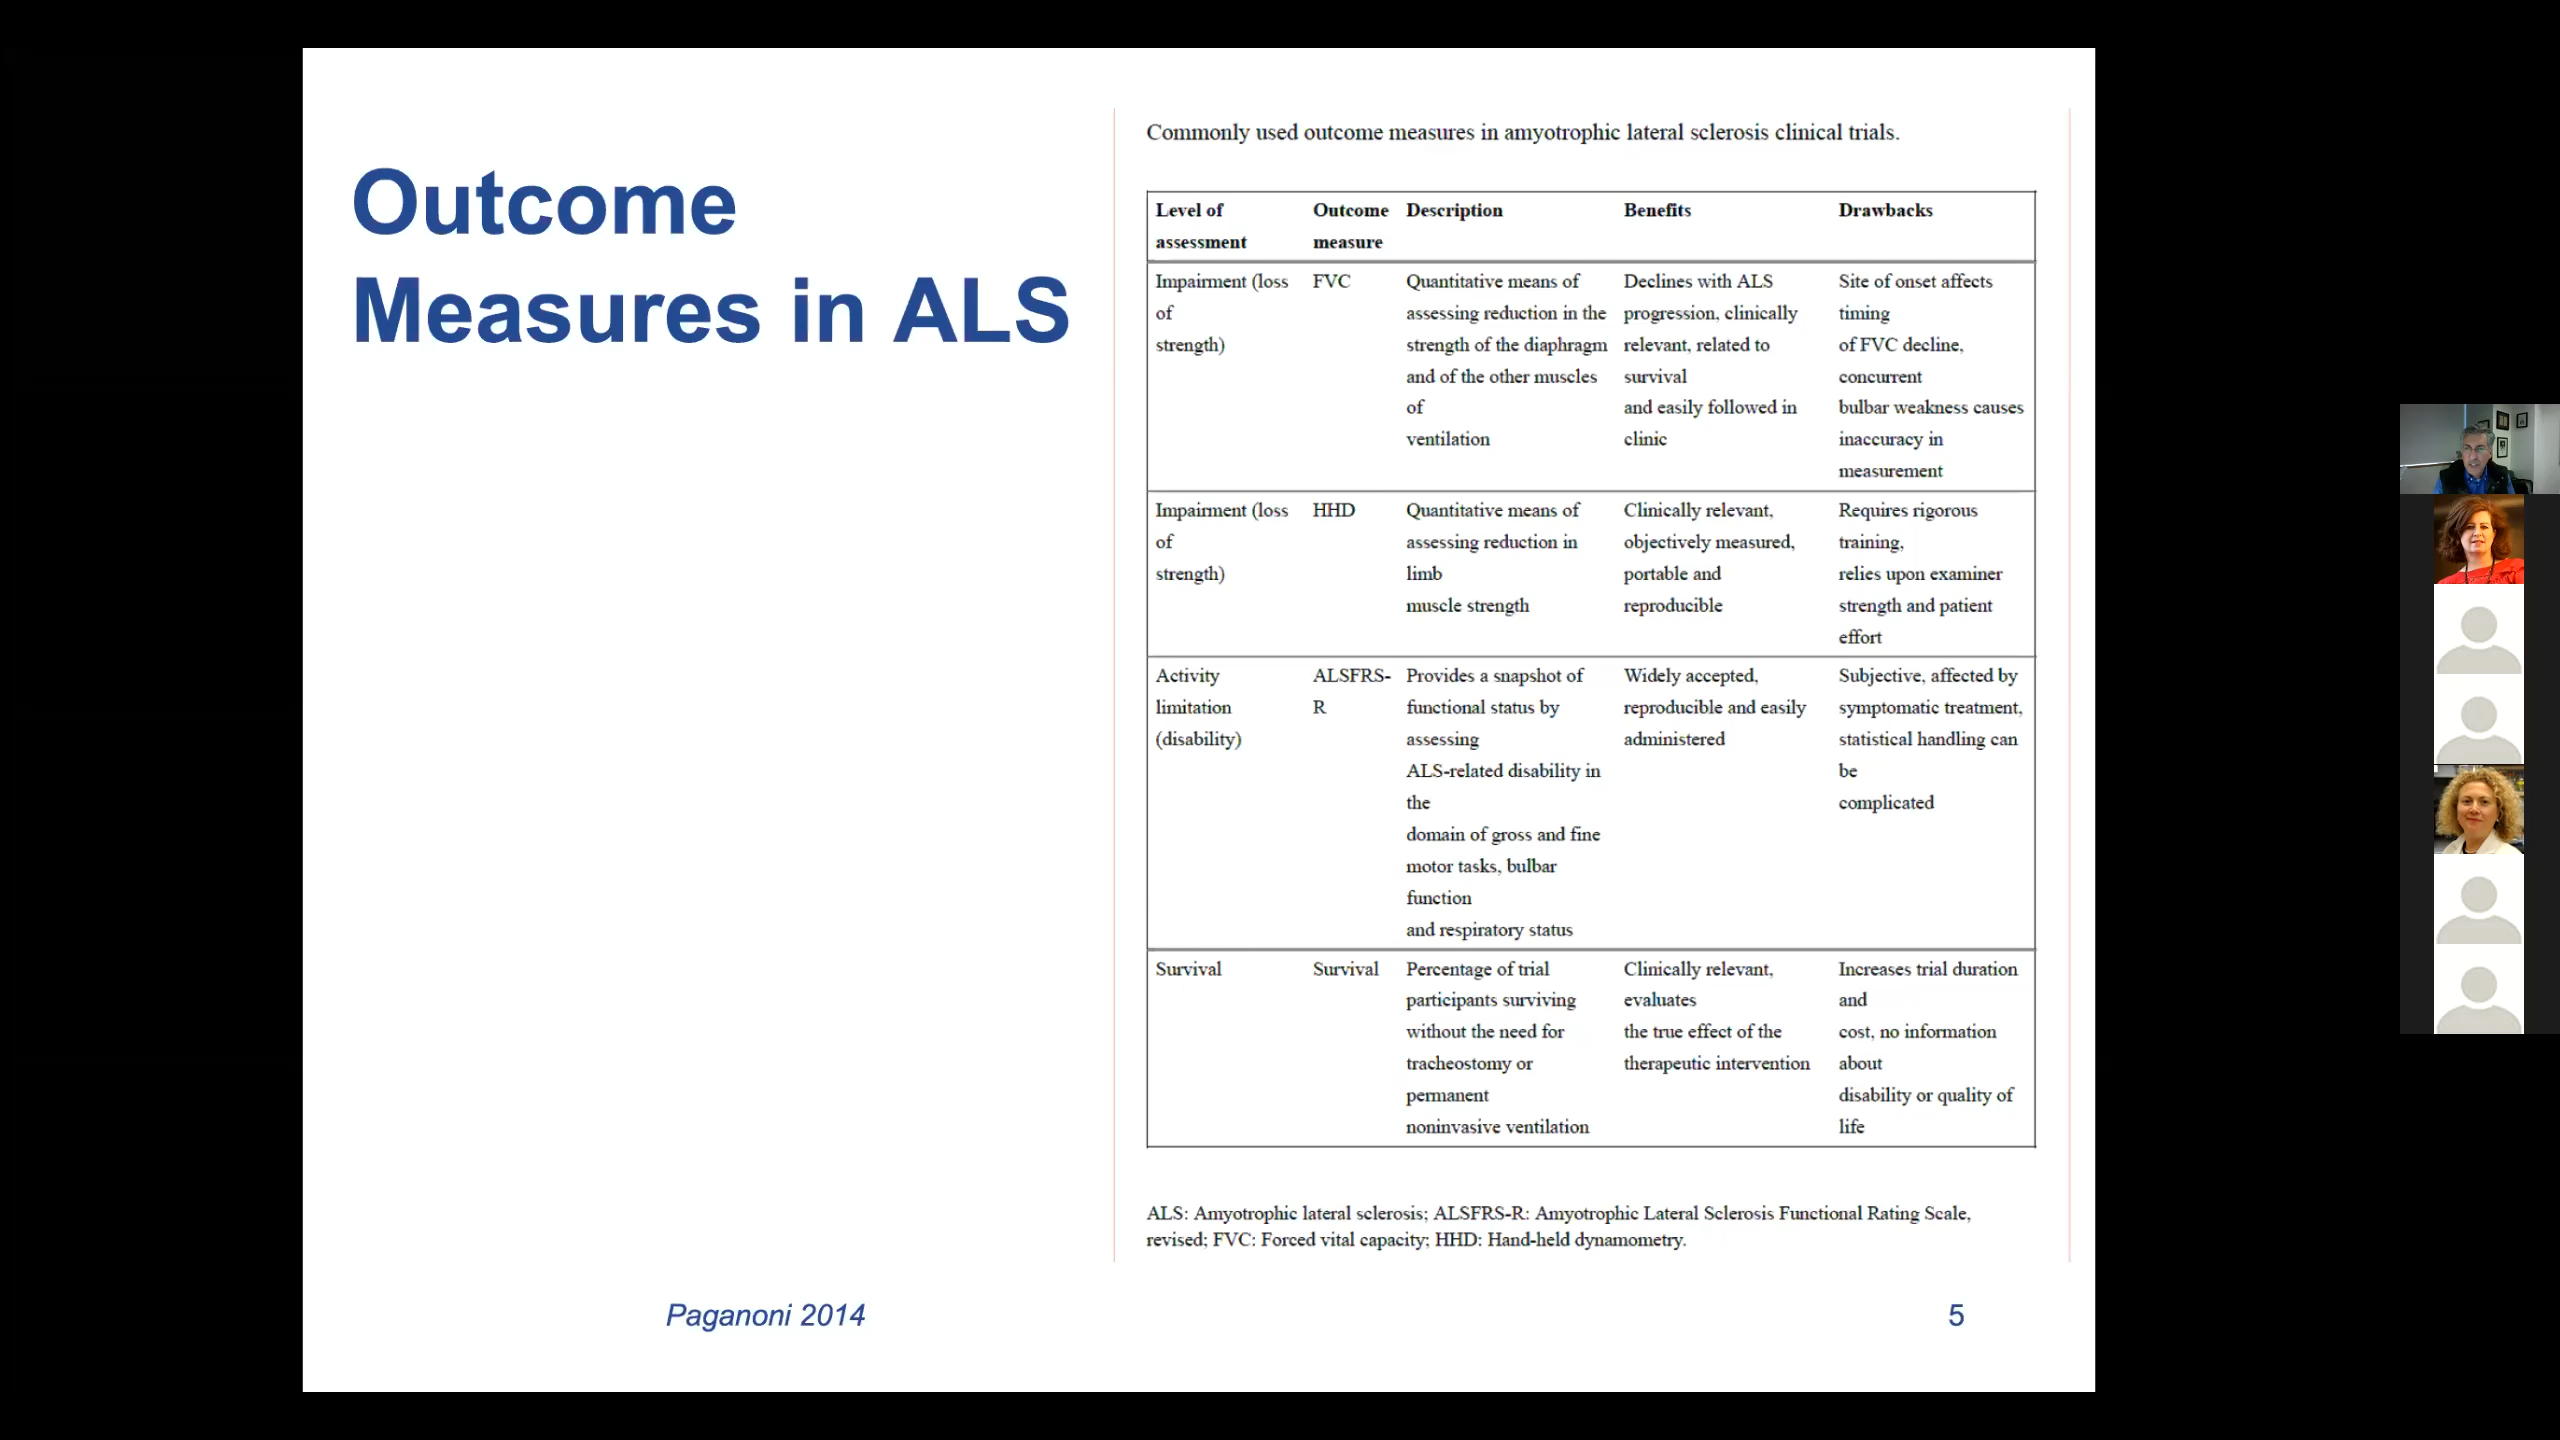 Outcome
Measures in ALS
Commonly used outcome measures in amyotrophic lateral sclerosis clinical trials.
Level of
assessment
Outcome
measure
Description
Benefits
Drawbacks
Impairment (loss
of
strength)
FVC
Quantitative means of
assessing reduction in the
strength of the diaphragm
and of the other muscles
of
ventilation
Declines with ALS
progression, clinically
relevant, related to
survival
and easily followed in
clinic
Site of onset affects
timing
of FVC decline,
concurrent
bulbar weakness causes
inaccuracy in
measurement
Impairment (loss
of
strength)
HHD
Quantitative means of
assessing reduction in
limb
muscle strength
Clinically relevant,
objectively measured,
portable and
reproducible
Requires rigorous
training,
relies upon examiner
strength and patient
effort
Activity
limitation
(disability)
ALSFRS-
R
Provides a snapshot of
functional status by
assessing
ALS-related disability in
the
domain of gross and fine
motor tasks, bulbar
function
and respiratory status
Widely accepted,
reproducible and easily
administered
Subjective, affected by
symptomatic treatment,
statistical handling can
be
complicated
Survival
Survival
Percentage of trial
participants surviving
without the need for
tracheostomy or
permanent
noninvasive ventilation
Clinically relevant,
evaluates
the true effect of the
therapeutic intervention
Increases trial duration
and
cost, no information
about
disability or quality of
life
ALS: Amyotrophic lateral sclerosis; ALSFRS-R: Amyotrophic Lateral Sclerosis Functional Rating Scale,
revised; FVC: Forced vital capacity; HHD: Hand-held dynamometry.
Paganoni 2014
5